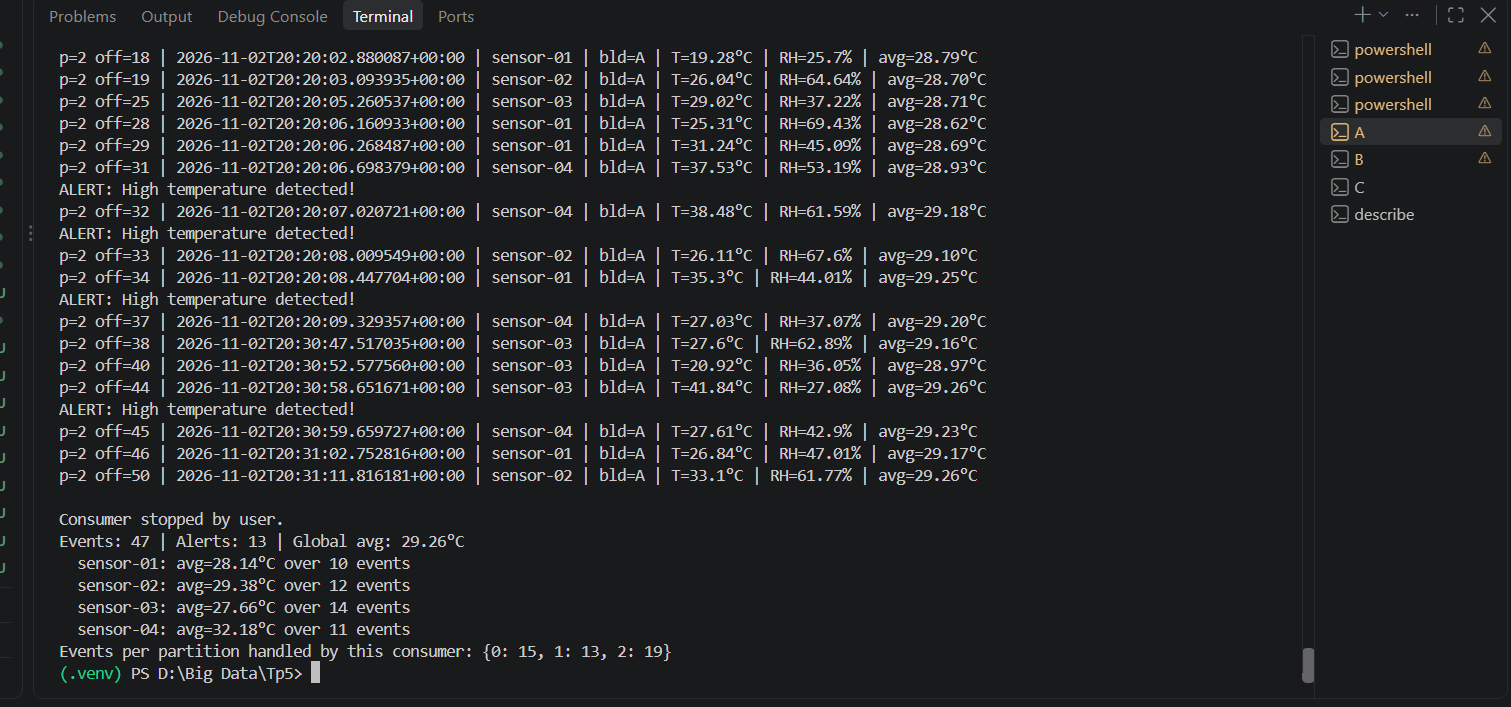 Problems Output Debug Console Terminal Ports
p=2 off=18 | 2026-11-02T20:20:02.880087+00:00 | sensor-01 | bld=A | T=19.28°C | RH=25.7% | avg=28.79°C
p=2 off=19 | 2026-11-02T20:20:03.093935+00:00 | sensor-02 | bld=A | T=26.04°C | RH=64.64% | avg=28.70°C
p=2 off=25 | 2026-11-02T20:20:05.260537+00:00 | sensor-03 | bld=A | T=29.02°C | RH=37.22% | avg=28.71°C
p=2 off=28 | 2026-11-02T20:20:06.160933+00:00 | sensor-01 | bld=A | T=25.31°C | RH=69.43% | avg=28.62°C
p=2 off=29 | 2026-11-02T20:20:06.268487+00:00 | sensor-01 | bld=A | T=31.24°C | RH=45.09% | avg=28.69°C
p=2 off=31 | 2026-11-02T20:20:06.698379+00:00 | sensor-04 | bld=A | T=37.53°C | RH=53.19% | avg=28.93°C
ALERT: High temperature detected!
p=2 off=32 | 2026-11-02T20:20:07.020721+00:00 | sensor-04 | bld=A | T=38.48°C | RH=61.59% | avg=29.18°C
ALERT: High temperature detected!
p=2 off=33 | 2026-11-02T20:20:08.009549+00:00 | sensor-02 | bld=A | T=26.11°C | RH=67.6% | avg=29.10°C
p=2 off=34 | 2026-11-02T20:20:08.447704+00:00 | sensor-01 | bld=A | T=35.3°C | RH=44.01% | avg=29.25°C
ALERT: High temperature detected!
p=2 off=37 | 2026-11-02T20:20:09.329357+00:00 | sensor-04 | bld=A | T=27.03°C | RH=37.07% | avg=29.20°C
p=2 off=38 | 2026-11-02T20:30:47.517035+00:00 | sensor-03 | bld=A | T=27.6°C | RH=62.89% | avg=29.16°C
p=2 off=40 | 2026-11-02T20:30:52.577560+00:00 | sensor-03 | bld=A | T=20.92°C | RH=36.05% | avg=28.97°C
p=2 off=44 | 2026-11-02T20:30:58.651671+00:00 | sensor-03 | bld=A | T=41.84°C | RH=27.08% | avg=29.26°C
ALERT: High temperature detected!
p=2 off=45 | 2026-11-02T20:30:59.659727+00:00 | sensor-04 | bld=A | T=27.61°C | RH=42.9% | avg=29.23°C
p=2 off=46 | 2026-11-02T20:31:02.752816+00:00 | sensor-01 | bld=A | T=26.84°C | RH=47.01% | avg=29.17°C
p=2 off=50 | 2026-11-02T20:31:11.816181+00:00 | sensor-02 | bld=A | T=33.1°C | RH=61.77% | avg=29.26°C
Consumer stopped by user.
Events: 47 | Alerts: 13 | Global avg: 29.26°C
sensor-01: avg=28.14°C over 10 events
sensor-02: avg=29.38°C over 12 events
sensor-03: avg=27.66°C over 14 events
sensor-04: avg=32.18°C over 11 events
Events per partition handled by this consumer: {0: 15, 1: 13, 2: 19}
(.venv) PS D:\Big Data\Tp5>
powershell
powershell
powershell
A
B
C
describe